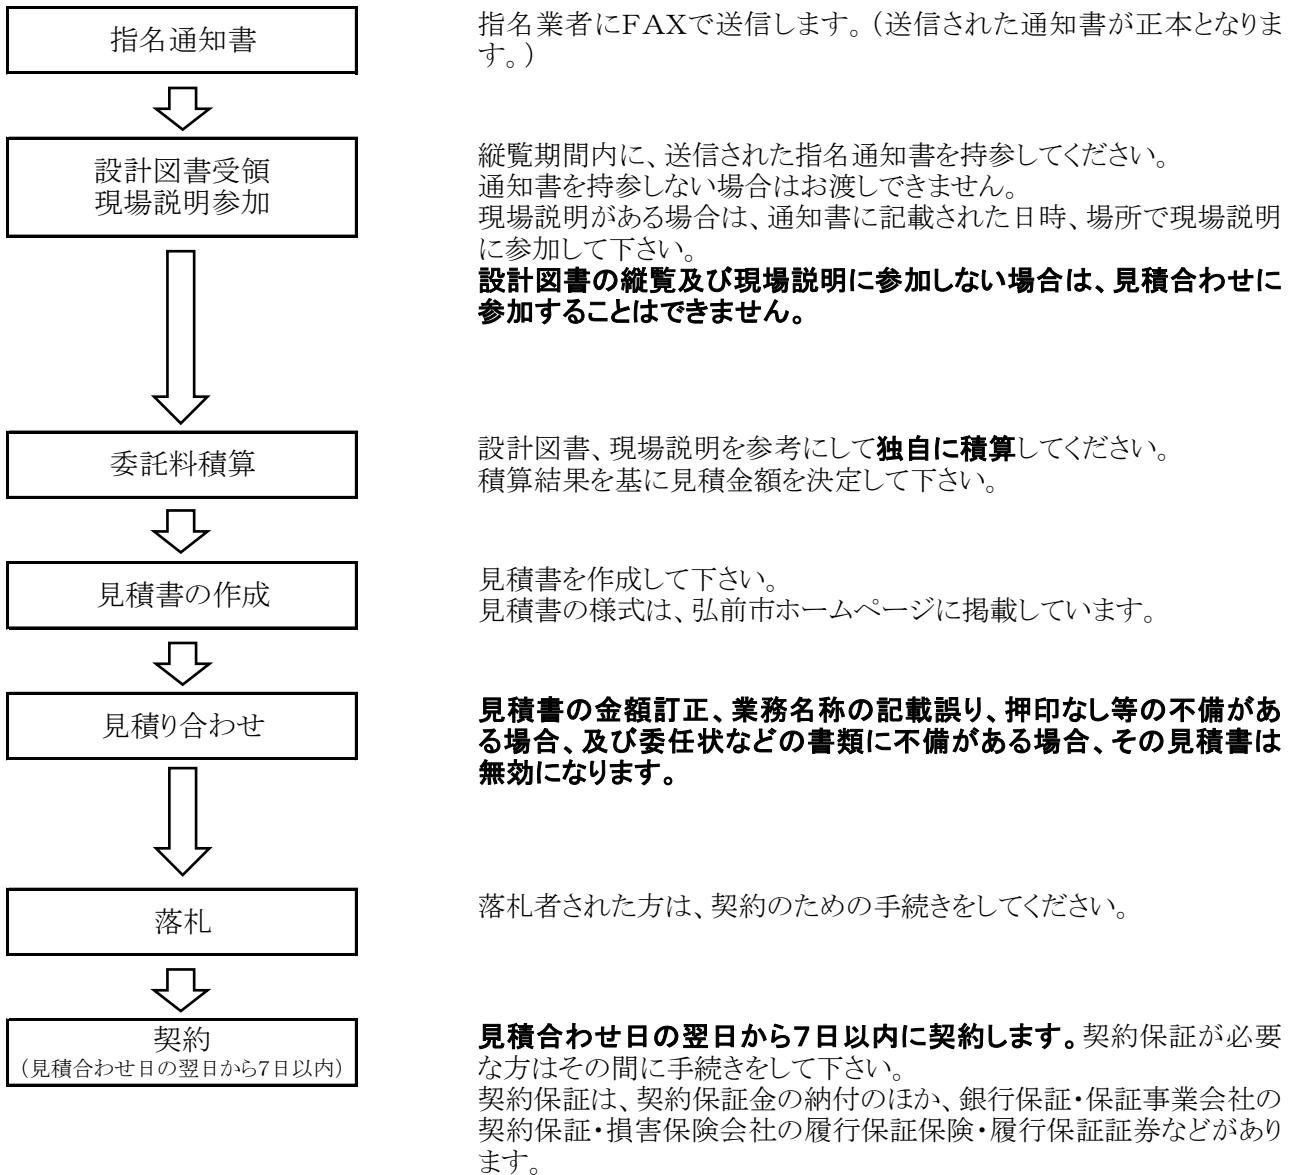 指名通知書
指名業者にFAXで送信します。(送信された通知書が正本となりま
す。)
設計図書受領
現場説明参加
縦覧期間内に、送信された指名通知書を持参してください。
通知書を持参しない場合はお渡しできません。
現場説明がある場合は、通知書に記載された日時、場所で現場説明
に参加して下さい。
設計図書の縦覧及び現場説明に参加しない場合は、見積合わせに
参加することはできません。
委託料積算
設計図書、現場説明を参考にして独自に積算してください。
積算結果を基に見積金額を決定して下さい。
見積書の作成
見積書を作成して下さい。
見積書の様式は、弘前市ホームページに掲載しています。
見積り合わせ
見積書の金額訂正、業務名称の記載誤り、押印なし等の不備があ
る場合、及び委任状などの書類に不備がある場合、その見積書は
無効になります。
落札
落札者された方は、契約のための手続きをしてください。
契約
(見積合わせ日の翌日から7日以内)
見積合わせ日の翌日から7日以内に契約します。契約保証が必要
な方はその間に手続きをして下さい。
契約保証は、契約保証金の納付のほか、銀行保証・保証事業会社の
契約保証・損害保険会社の履行保証保険・履行保証証券などがあり
ます。